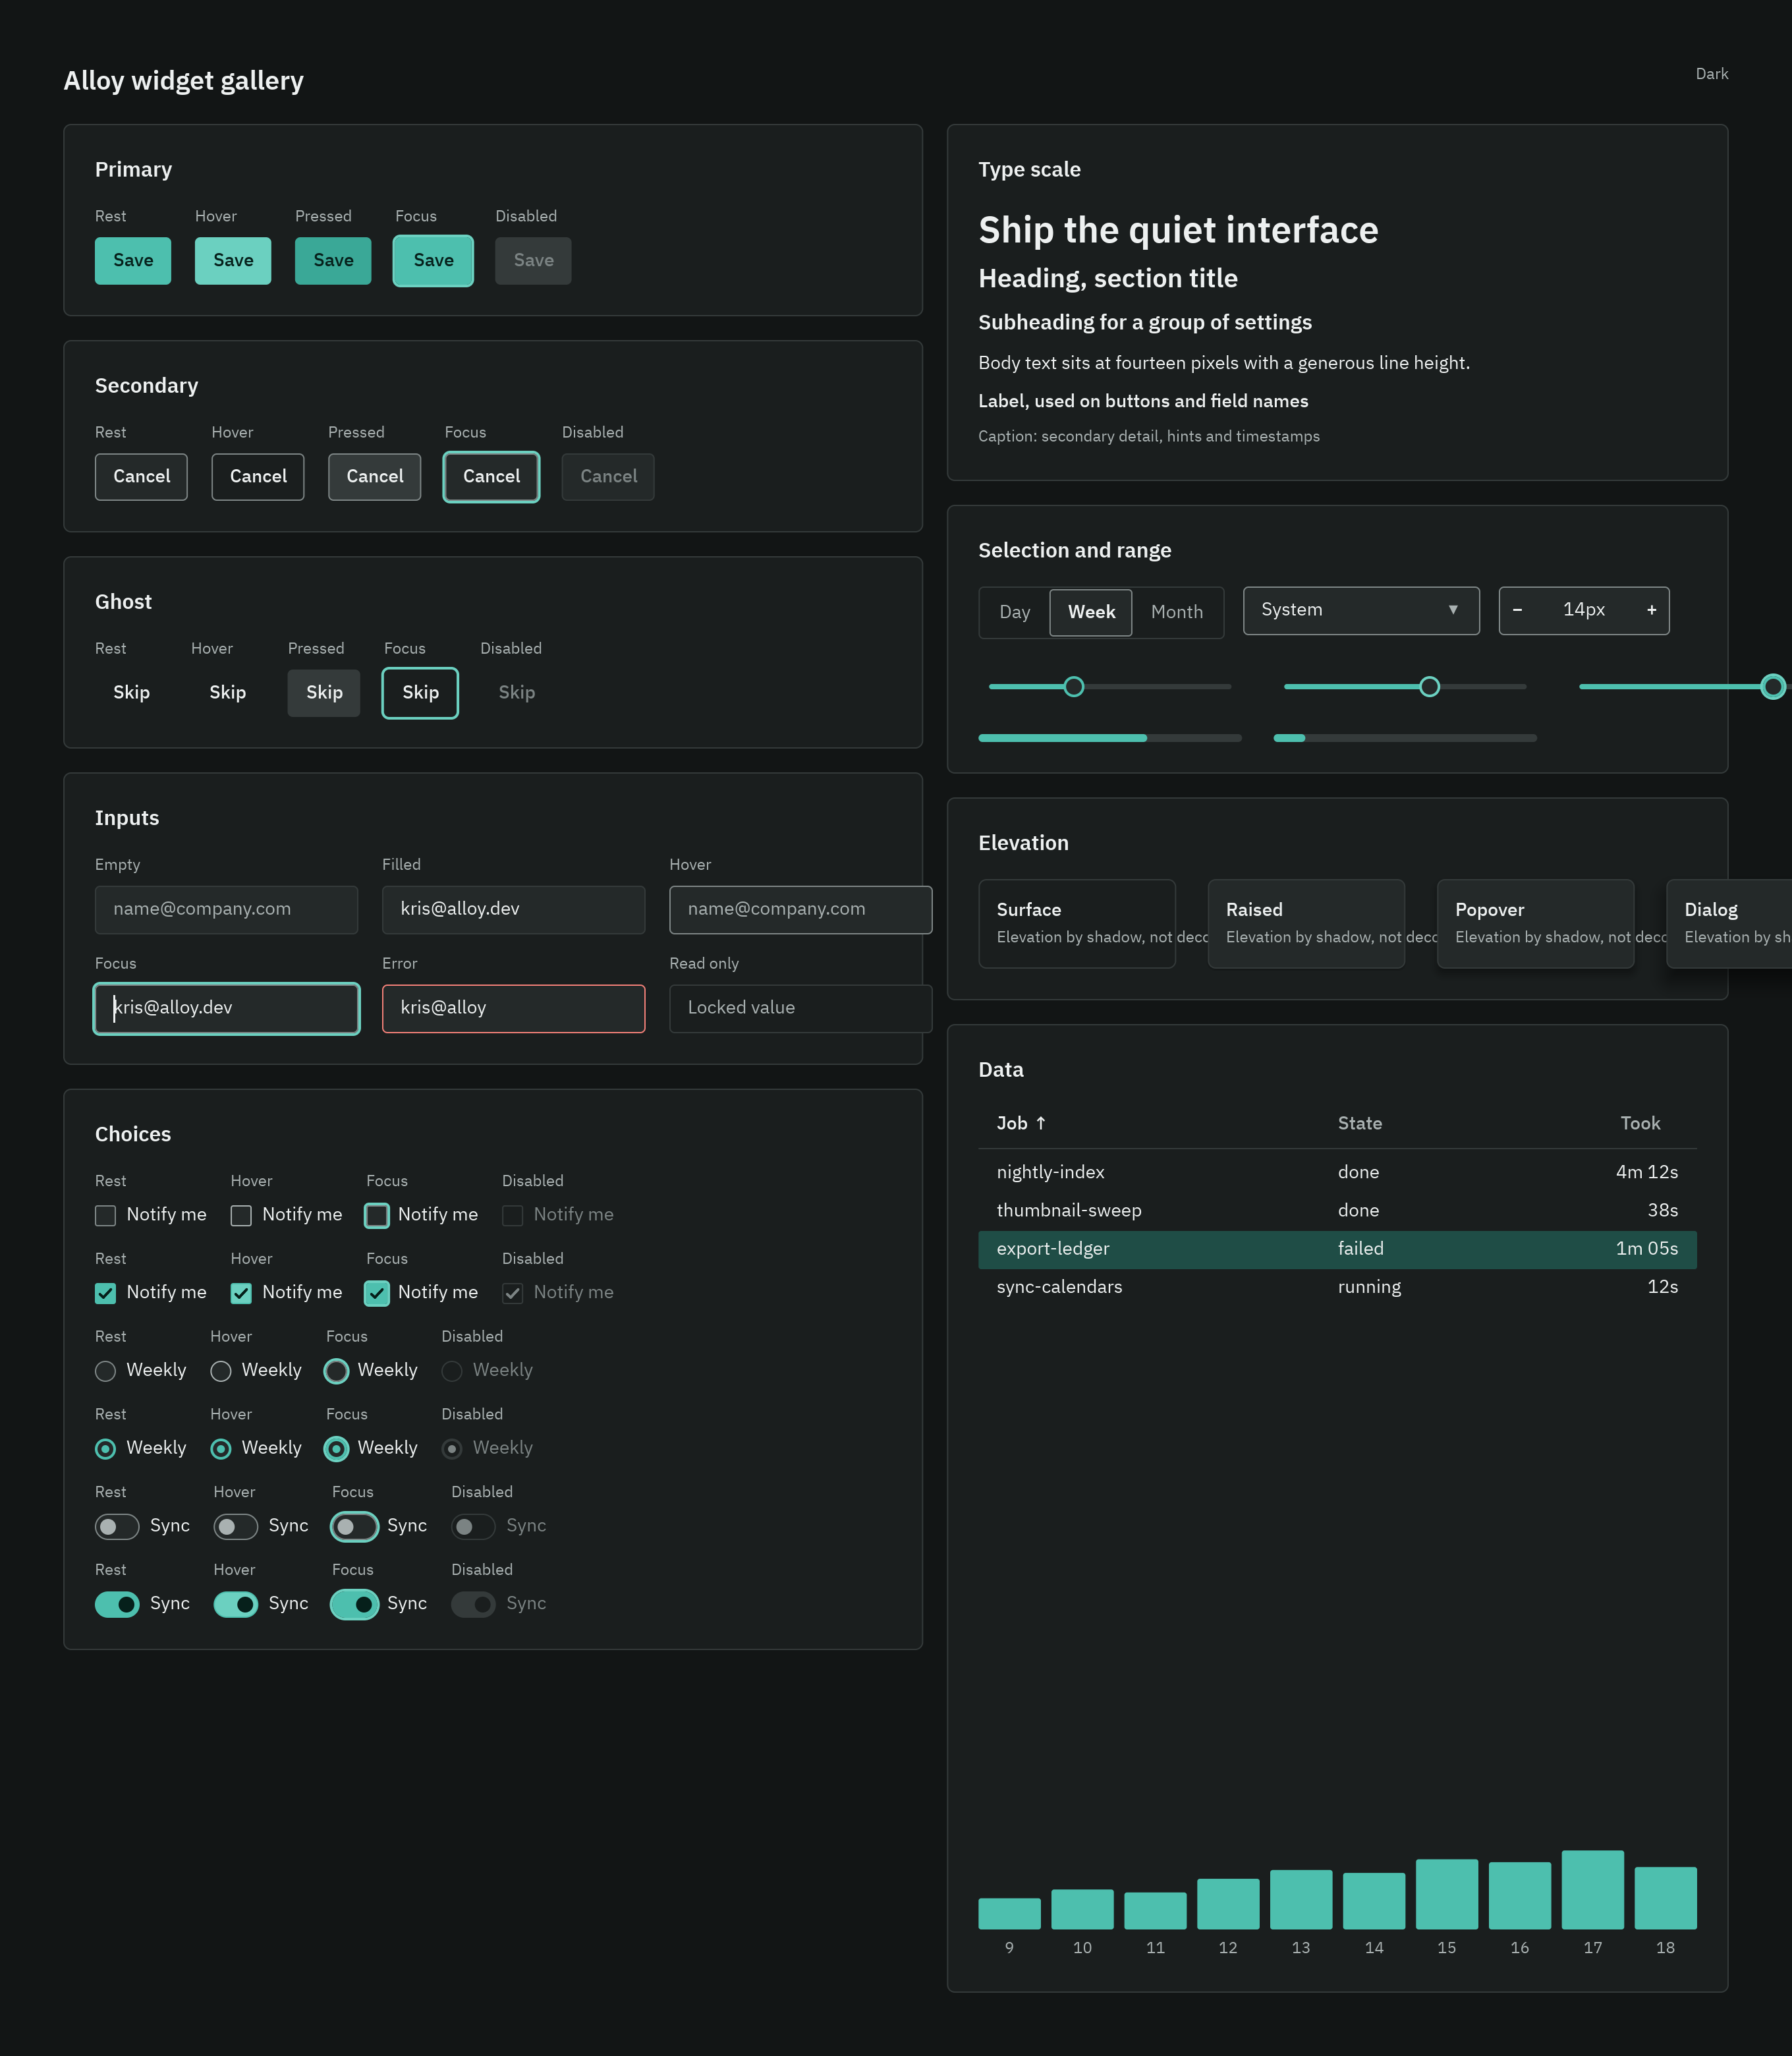 Alloy widget gallery
Dark
Primary
Rest Hover Pressed Focus Disabled
Save Save Save Save Save
Secondary
Rest Hover Pressed Focus Disabled
Cancel Cancel Cancel Cancel Cancel
Ghost
Rest Hover Pressed Focus Disabled
Skip Skip Skip Skip Skip
Inputs
Empty Filled Hover
name@company.com kris@alloy.dev name@company.com
Focus Error Read only
kris@alloy.dev kris@alloy Locked value
Choices
Rest Hover Focus Disabled
Notify me Notify me Notify me Notify me
Rest Hover Focus Disabled
Notify me Notify me Notify me Notify me
Rest Hover Focus Disabled
Weekly Weekly Weekly Weekly
Rest Hover Focus Disabled
Weekly Weekly Weekly Weekly
Rest Hover Focus Disabled
Sync Sync Sync Sync
Rest Hover Focus Disabled
Sync Sync Sync Sync
Type scale
Ship the quiet interface
Heading, section title
Subheading for a group of settings
Body text sits at fourteen pixels with a generous line height.
Label, used on buttons and field names
Caption: secondary detail, hints and timestamps
Selection and range
Day Week Month System ▼ − 14px +
Elevation
Surface Raised Popover Dialog
Elevation by shadow, not deco Elevation by shadow, not deco Elevation by shadow, not deco Elevation by sh
Data
Job ↑ State Took
nightly-index done 4m 12s
thumbnail-sweep done 38s
export-ledger failed 1m 05s
sync-calendars running 12s
9 10 11 12 13 14 15 16 17 18